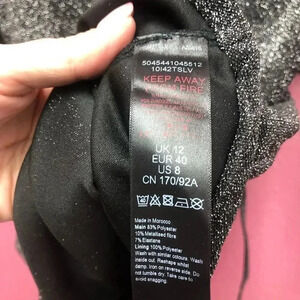 5045441045512
10I42TSLV
KEEP AWAY
FROM FIRE
UK 12
EUR 40
US 8
CN 170/92A
Made in Morocco
Main 83% Polyester
10% Metallised fibre
7% Elastane
Lining 100% Polyester
Wash with similar colours. Wash
inside out. Reshape whilst
damp. Iron on reverse side. Do
not tumble dry. Take care to
avoid snagging.